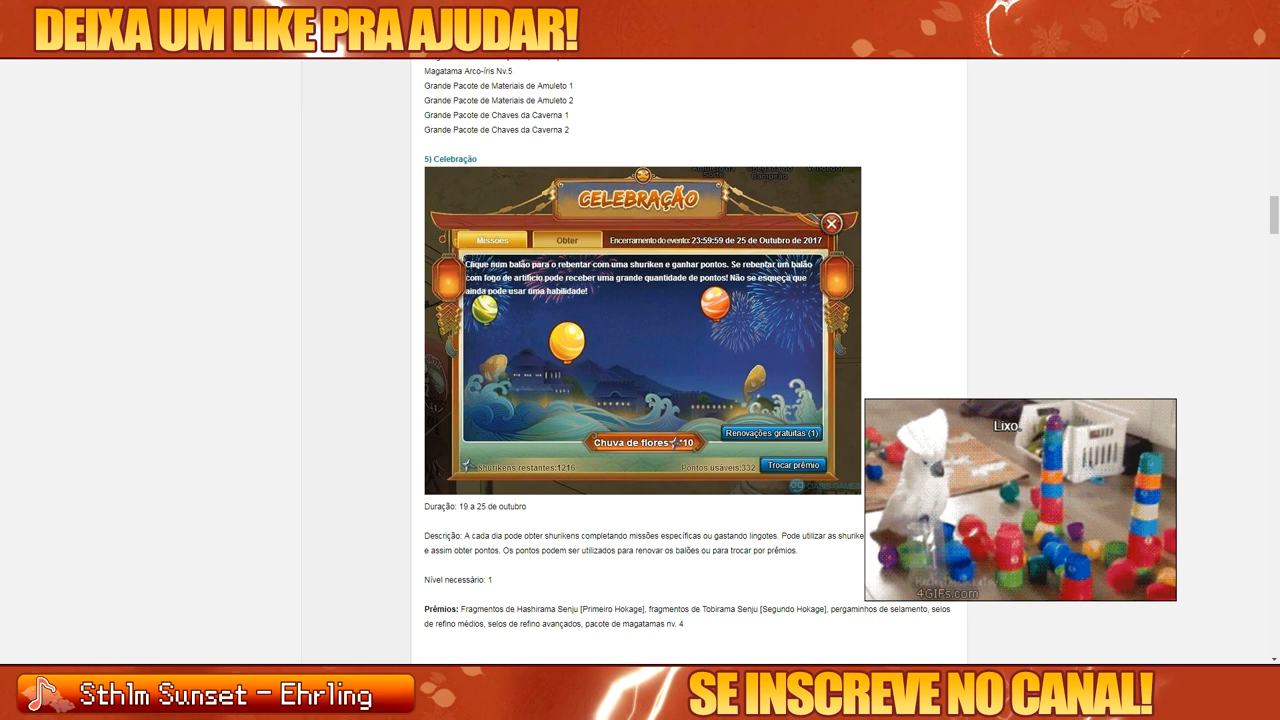 DEIXA UM LIKE PRA AJUDAR!
Magatama Arco-íris Nv.5
Grande Pacote de Materiais de Amuleto 1
Grande Pacote de Materiais de Amuleto 2
Grande Pacote de Chaves da Caverna 1
Grande Pacote de Chaves da Caverna 2
5) Celebração
CELEBRAÇÃO
Missões Obter Encerramento do evento: 23:59:59 de 25 de Outubro de 2017
Clique num balão para o rebentar com uma shuriken e ganhar pontos. Se rebentar um balão
com fogo de artifício pode receber uma grande quantidade de pontos! Não se esqueça que
ainda pode usar uma habilidade!
Renovações gratuitas (1)
Chuva de flores *10
Shurikens restantes:1216 Pontos usáveis:332 Trocar prêmio
Lixo.
4GIFs.com
Duração: 19 a 25 de outubro
Descrição: A cada dia pode obter shurikens completando missões específicas ou gastando lingotes. Pode utilizar as shurike
e assim obter pontos. Os pontos podem ser utilizados para renovar os balões ou para trocar por prêmios.
Nível necessário: 1
Prêmios: Fragmentos de Hashirama Senju [Primeiro Hokage], fragmentos de Tobirama Senju [Segundo Hokage], pergaminhos de selamento, selos
de refino médios, selos de refino avançados, pacote de magatamas nv. 4
Sth1m Sunset - Ehrling
SE INSCREVE NO CANAL!